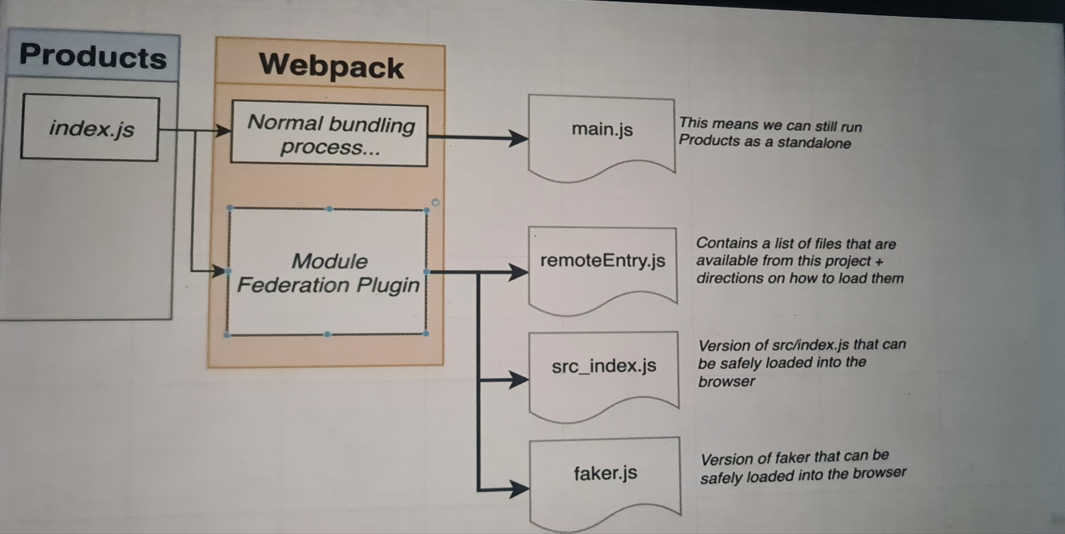 Products
index.js
Webpack
Normal bundling
process...
Module
Federation Plugin
main.js
This means we can still run
Products as a standalone
remoteEntry.js
Contains a list of files that are
available from this project +
directions on how to load them
src_index.js
Version of src/index.js that can
be safely loaded into the
browser
faker.js
Version of faker that can be
safely loaded into the browser